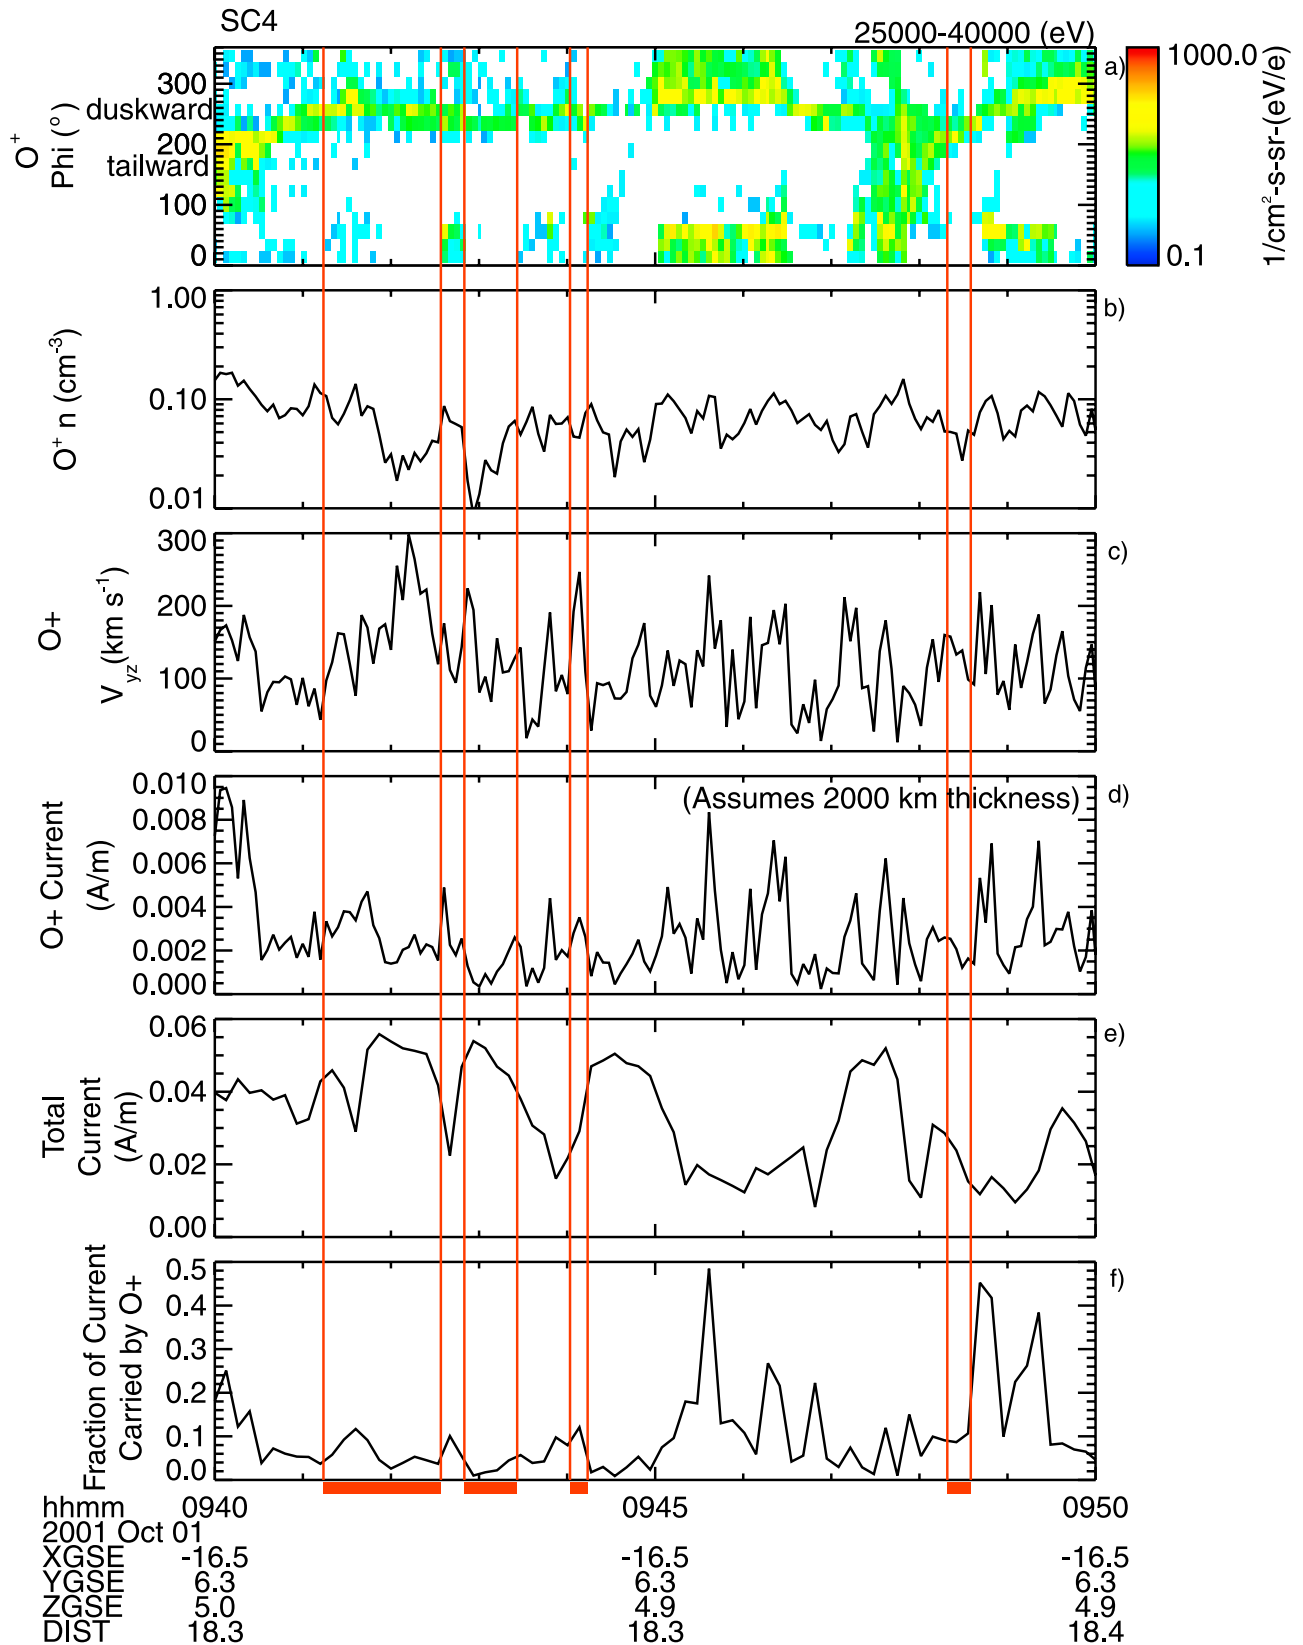 SC4
25000-40000 (eV)
O+
Phi (°)
300
duskward
200
tailward
100
0
a)
1000.0
0.1
1/cm²-s-sr-(eV/e)
O+ n (cm-3)
1.00
0.10
0.01
b)
O+
Vyz(km s-1)
300
200
100
0
c)
O+ Current
(A/m)
0.010
0.008
0.006
0.004
0.002
0.000
(Assumes 2000 km thickness)
d)
Total
Current
(A/m)
0.06
0.04
0.02
0.00
e)
Fraction of Current
Carried by O+
0.5
0.4
0.3
0.2
0.1
0.0
f)
hhmm 0940 0945 0950
2001 Oct 01
XGSE -16.5 -16.5 -16.5
YGSE 6.3 6.3 6.3
ZGSE 5.0 4.9 4.9
DIST 18.3 18.3 18.4